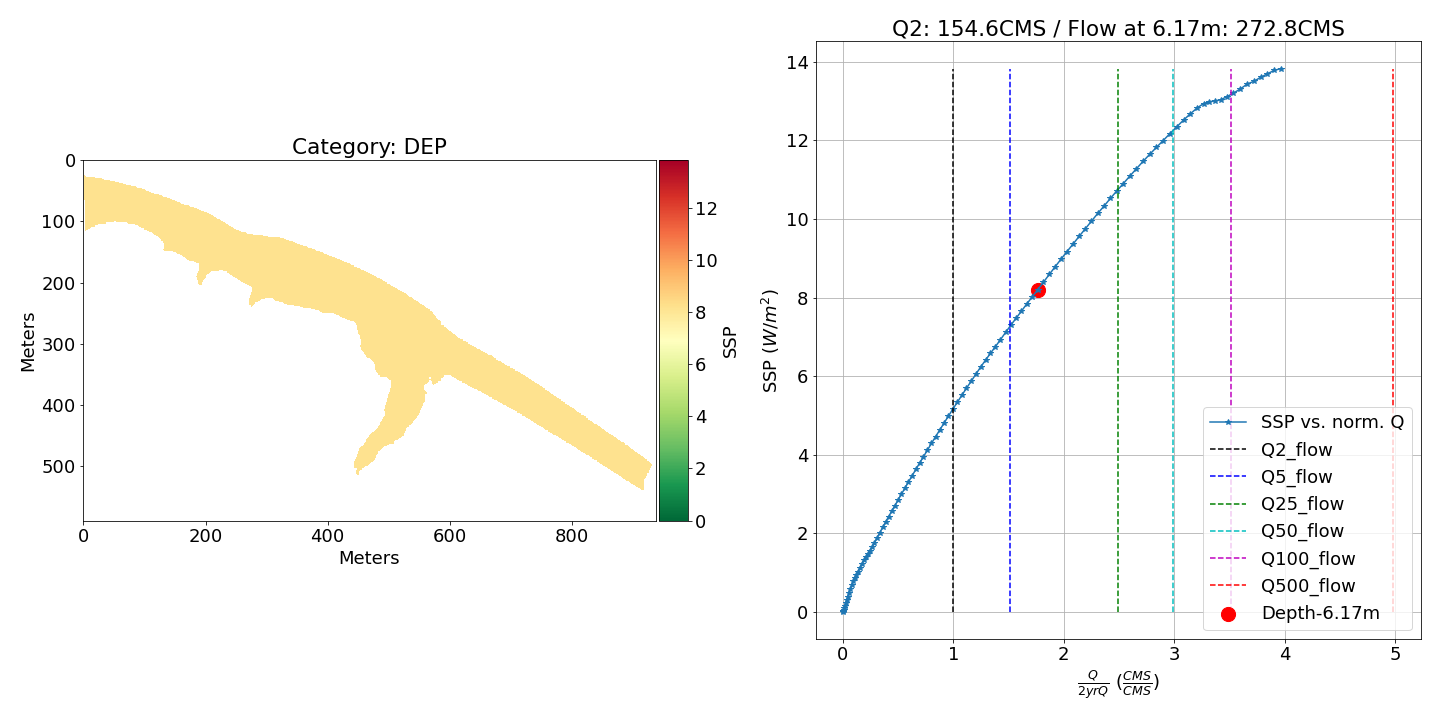 Category: DEP
0
100
200
300
400
500
Meters
0
200
400
600
800
Meters
12
10
8
6
4
2
0
SSP
Q2: 154.6CMS / Flow at 6.17m: 272.8CMS
14
12
10
8
6
4
2
0
SSP (W/m²)
0
1
2
3
4
5
Q/2yrQ (CMS/CMS)
SSP vs. norm. Q
Q2_flow
Q5_flow
Q25_flow
Q50_flow
Q100_flow
Q500_flow
Depth-6.17m